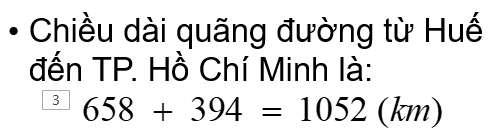 • Chiều dài quãng đường từ Huế
đến TP. Hồ Chí Minh là:
3 658 + 394 = 1052 (km)